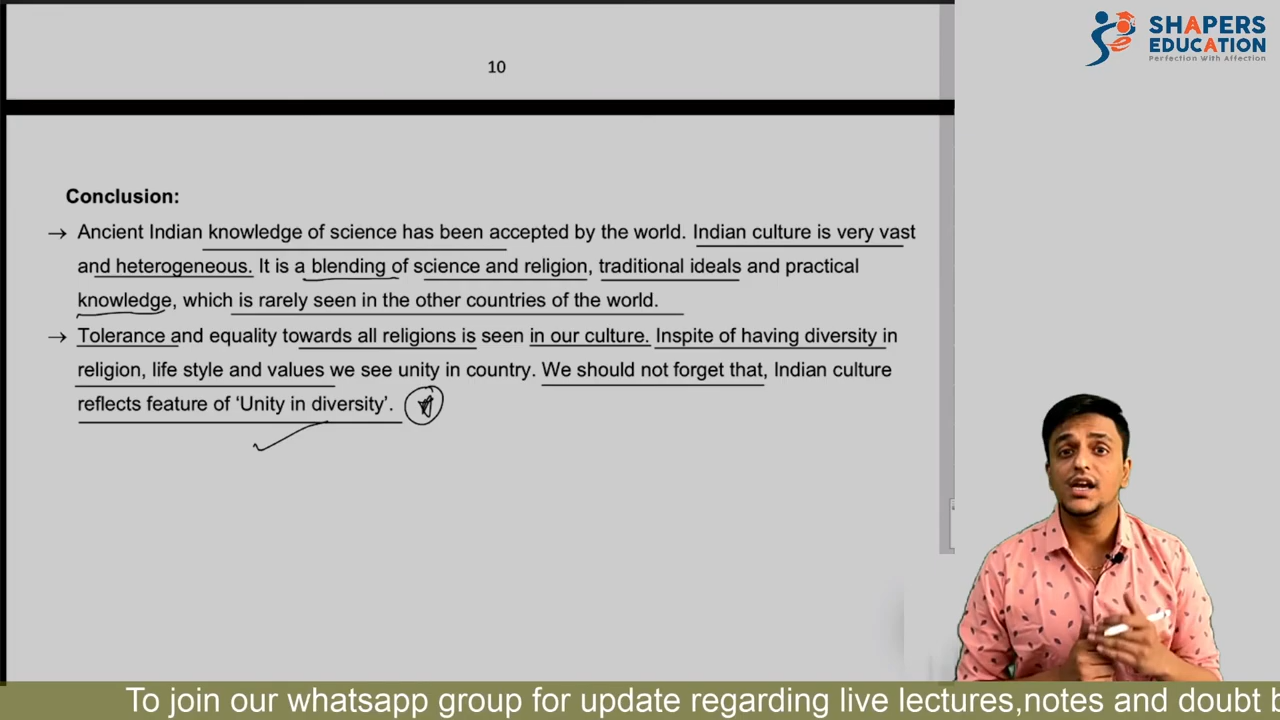 SHAPERS
EDUCATION
Perfection With Affection
10
Conclusion:
→ Ancient Indian knowledge of science has been accepted by the world. Indian culture is very vast
and heterogeneous. It is a blending of science and religion, traditional ideals and practical
knowledge, which is rarely seen in the other countries of the world.
→ Tolerance and equality towards all religions is seen in our culture. Inspite of having diversity in
religion, life style and values we see unity in country. We should not forget that, Indian culture
reflects feature of ‘Unity in diversity’.
To join our whatsapp group for update regarding live lectures,notes and doubt b